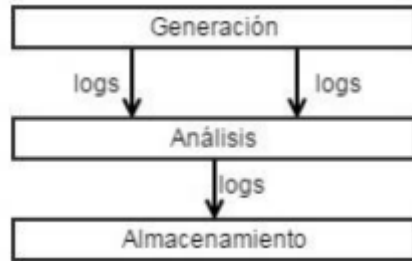 Generación
logs logs
Análisis
logs
Almacenamiento